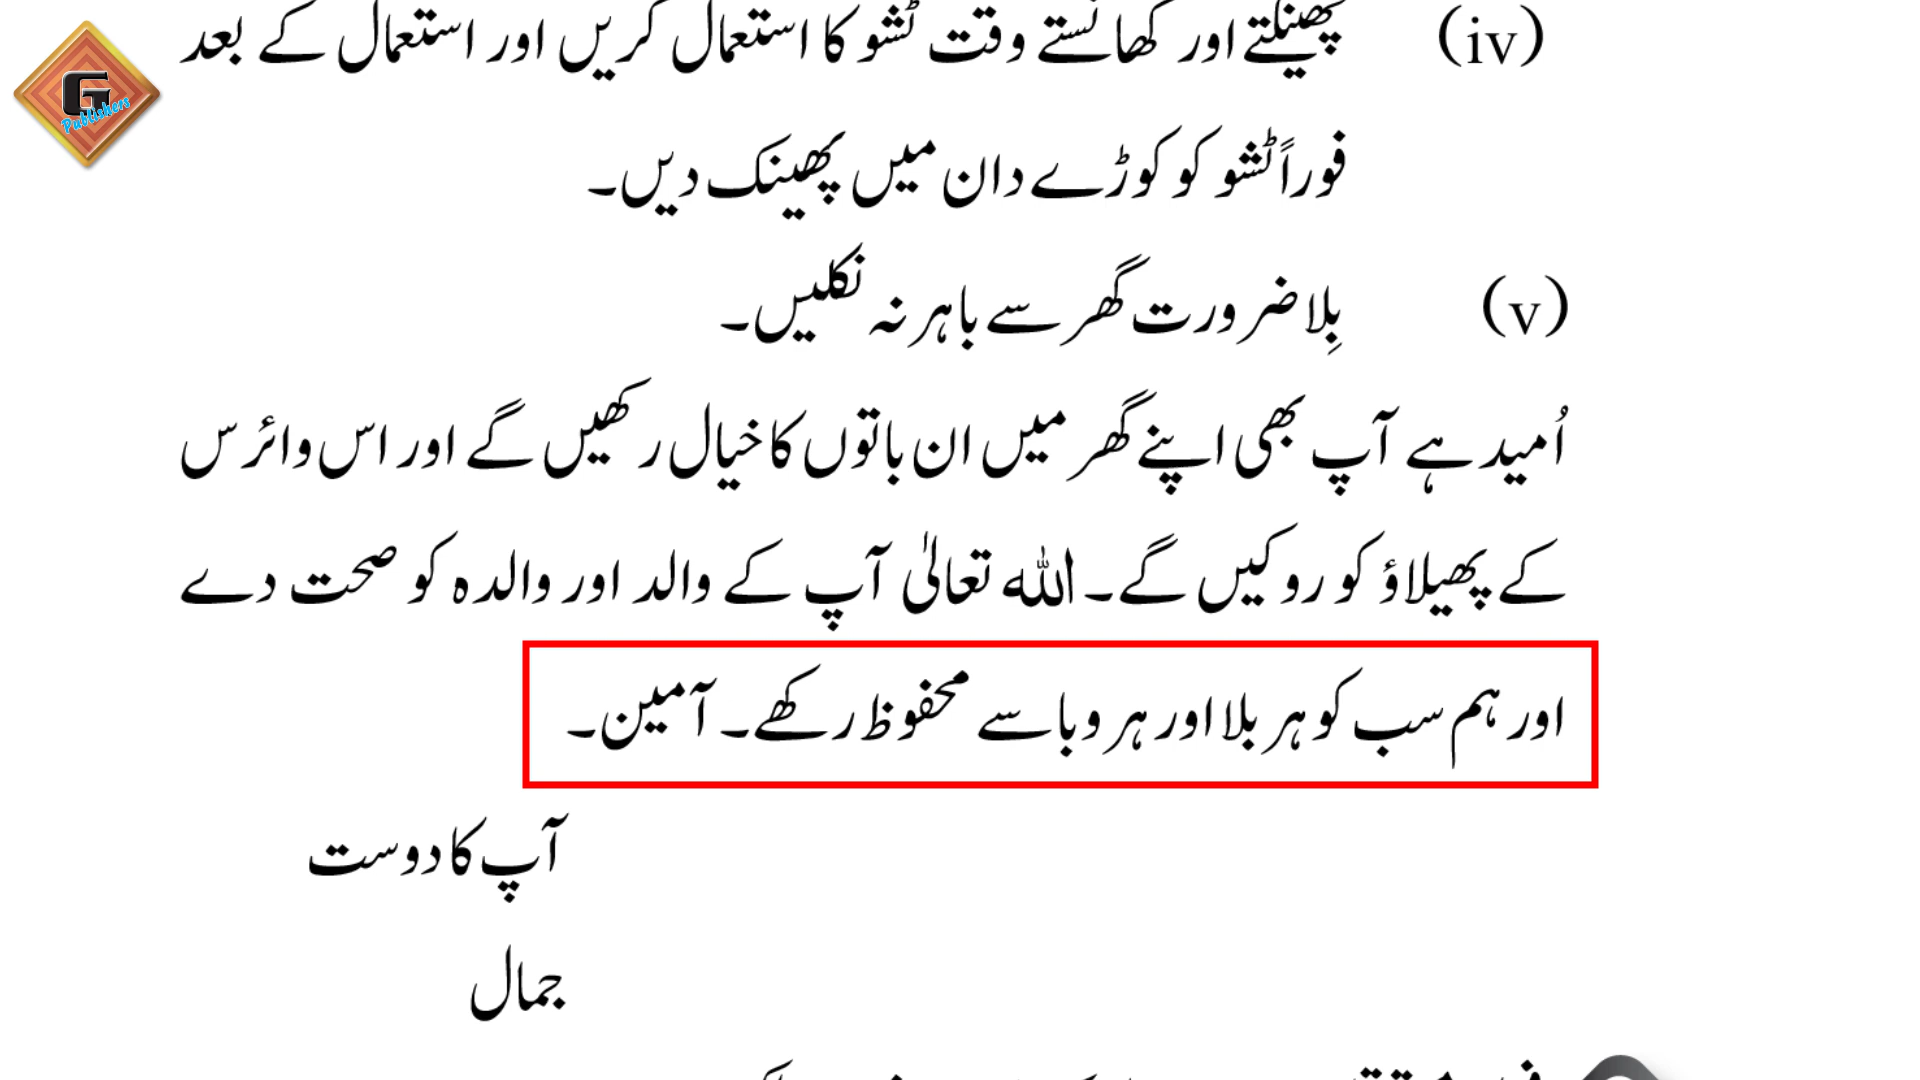 G
Publishers
(iv) چھینکتے اور کھانستے وقت ٹشو کا استعمال کریں اور استعمال کے بعد
فوراً ٹشو کو کوڑے دان میں پھینک دیں۔
(v) بِلا ضرورت گھر سے باہر نہ نکلیں۔
اُمید ہے آپ بھی اپنے گھر میں ان باتوں کا خیال رکھیں گے اور اس وائرس
کے پھیلاؤ کو روکیں گے۔ اللہ تعالیٰ آپ کے والد اور والدہ کو صحت دے
اور ہم سب کو ہر بلا اور ہر وبا سے محفوظ رکھے۔ آمین۔
آپ کا دوست
جمال